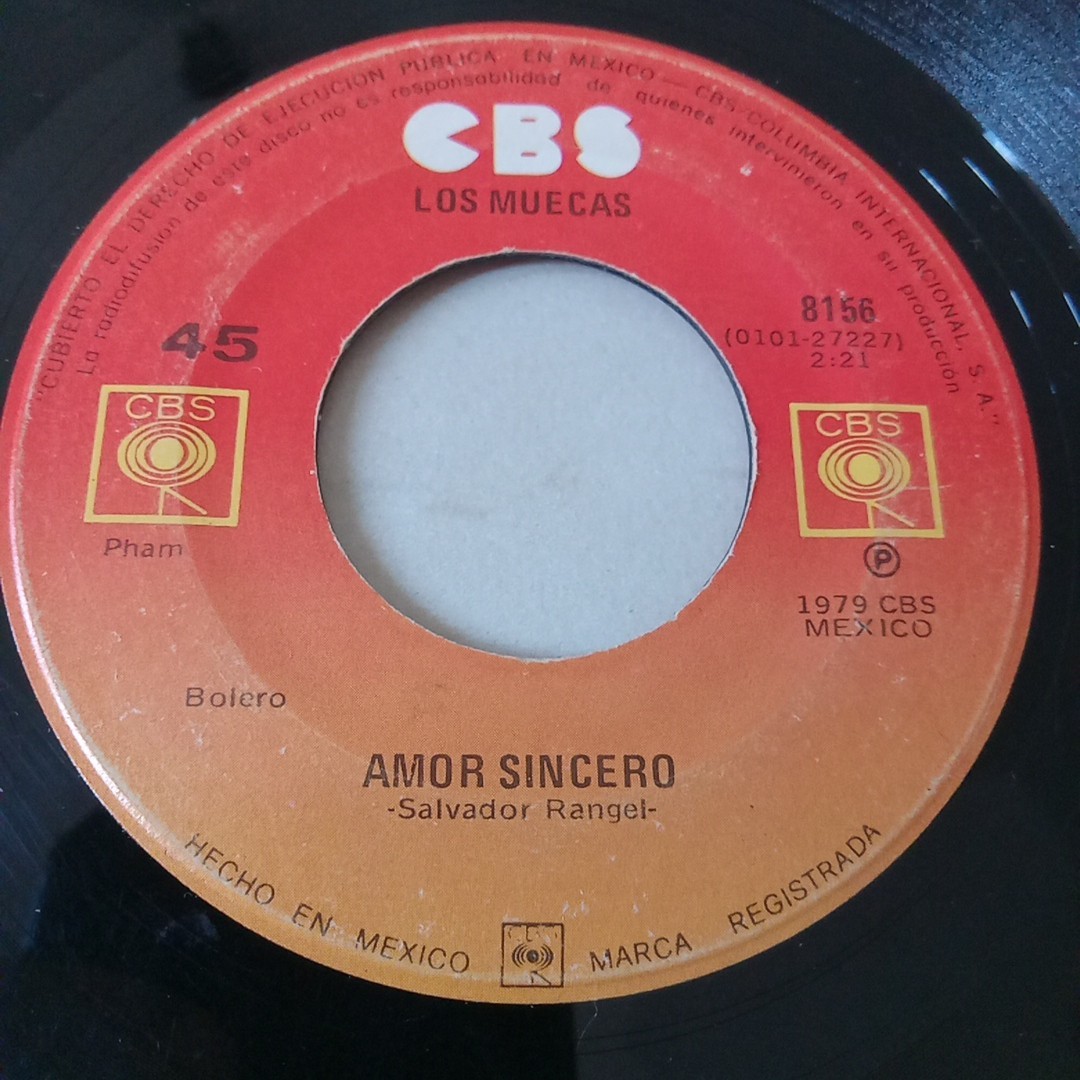 "CUBIERTO EL DERECHO DE EJECUCION PUBLICA EN MEXICO—CBS-COLUMBIA INTERNACIONAL, S. A."
La radiodifusion de este disco no es responsabilidad de quienes intervinieron en su producción
CBS
LOS MUECAS
45
8156
(0101-27227)
2:21
CBS
CBS
Pham
P
1979 CBS
MEXICO
Bolero
AMOR SINCERO
-Salvador Rangel-
HECHO EN MEXICO
CBS
MARCA REGISTRADA